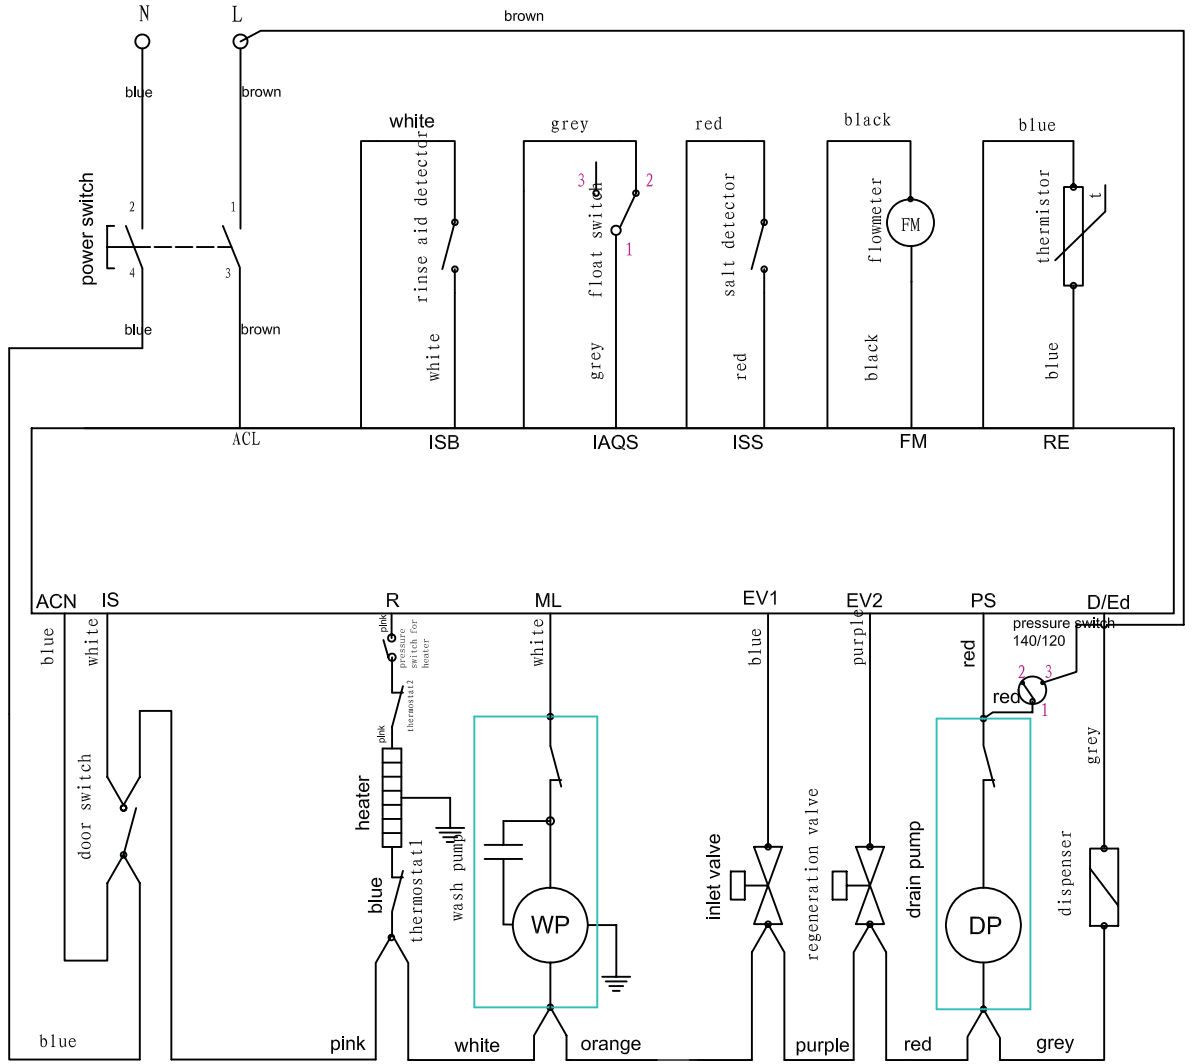 N
L
brown
blue
brown
white
grey
red
black
blue
power switch
2
4
1
3
rinse aid detector
3
2
float switch
1
salt detector
flowmeter
FM
thermistor
t
blue
brown
white
grey
red
black
blue
ACL
ISB
IAQS
ISS
FM
RE
ACN
IS
R
ML
EV1
EV2
PS
D/Ed
blue
white
pInk
pressure
switch for
heater
white
blue
purple
red
pressure switch
140/120
2
3
red
1
thermostat2
pInk
door switch
heater
grey
blue
thermostat1
wash pump
WP
inlet valve
regeneration valve
drain pump
DP
dispenser
blue
pink
white
orange
purple
red
grey